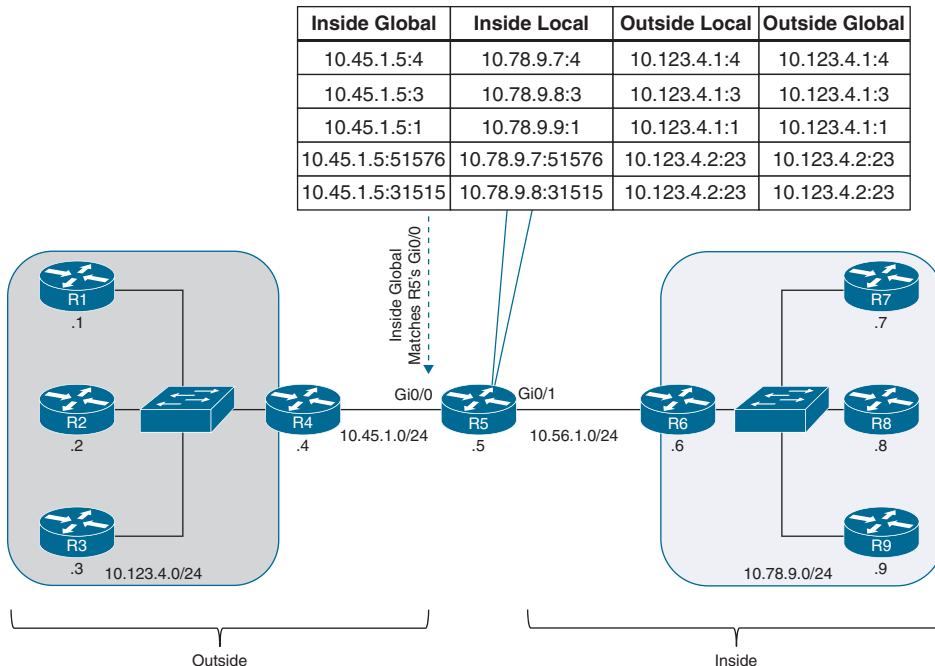 Inside Global Inside Local Outside Local Outside Global
10.45.1.5:4 10.78.9.7:4 10.123.4.1:4 10.123.4.1:4
10.45.1.5:3 10.78.9.8:3 10.123.4.1:3 10.123.4.1:3
10.45.1.5:1 10.78.9.9:1 10.123.4.1:1 10.123.4.1:1
10.45.1.5:51576 10.78.9.7:51576 10.123.4.2:23 10.123.4.2:23
10.45.1.5:31515 10.78.9.8:31515 10.123.4.2:23 10.123.4.2:23
Inside Global
Matches R5's Gi0/0
R1
.1
R2
.2
R3
.3
10.123.4.0/24
R4
.4
Gi0/0
10.45.1.0/24
R5
.5
Gi0/1
10.56.1.0/24
R6
.6
R7
.7
R8
.8
R9
.9
10.78.9.0/24
Outside
Inside